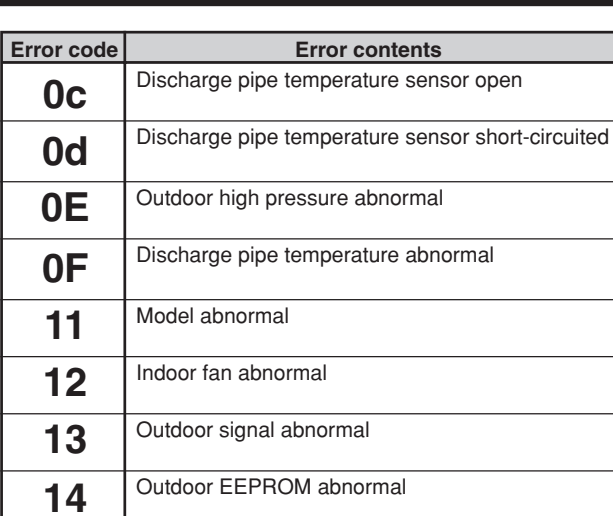 Error code Error contents
0c Discharge pipe temperature sensor open
0d Discharge pipe temperature sensor short-circuited
0E Outdoor high pressure abnormal
0F Discharge pipe temperature abnormal
11 Model abnormal
12 Indoor fan abnormal
13 Outdoor signal abnormal
14 Outdoor EEPROM abnormal